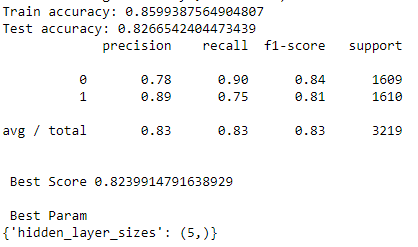 Train accuracy: 0.8599387564904807
Test accuracy: 0.8266542404473439
precision recall f1-score support
0 0.78 0.90 0.84 1609
1 0.89 0.75 0.81 1610
avg / total 0.83 0.83 0.83 3219
Best Score 0.8239914791638929
Best Param
{'hidden_layer_sizes': (5,)}